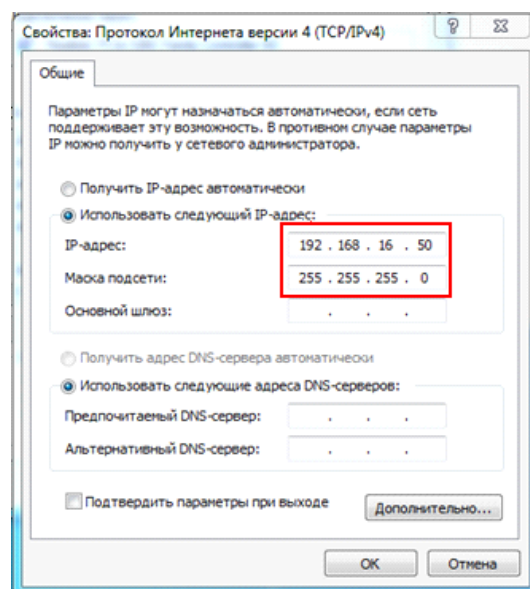 Свойства: Протокол Интернета версии 4 (TCP/IPv4)
Общие
Параметры IP могут назначаться автоматически, если сеть
поддерживает эту возможность. В противном случае параметры
IP можно получить у сетевого администратора.
Получить IP-адрес автоматически
Использовать следующий IP-адрес:
IP-адрес: 192 . 168 . 16 . 50
Маска подсети: 255 . 255 . 255 . 0
Основной шлюз: . . .
Получить адрес DNS-сервера автоматически
Использовать следующие адреса DNS-серверов:
Предпочитаемый DNS-сервер: . . .
Альтернативный DNS-сервер: . . .
Подтвердить параметры при выходе
Дополнительно...
ОК Отмена